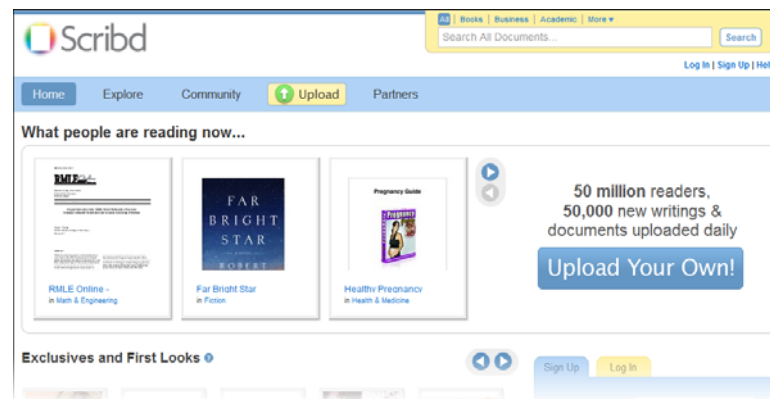 Scribd
All | Books | Business | Academic | More ▾
Search All Documents...
Search
Log In | Sign Up | Hel
Home
Explore
Community
Upload
Partners
What people are reading now...
RMLE
RMLE Online -
in Math & Engineering
FAR
BRIGHT
STAR
ROBERT
Far Bright Star
in Fiction
Pregnancy Guide
Pregnancy
Healthy Pregnancy
in Health & Medicine
50 million readers,
50,000 new writings &
documents uploaded daily
Upload Your Own!
Exclusives and First Looks
Sign Up
Log In